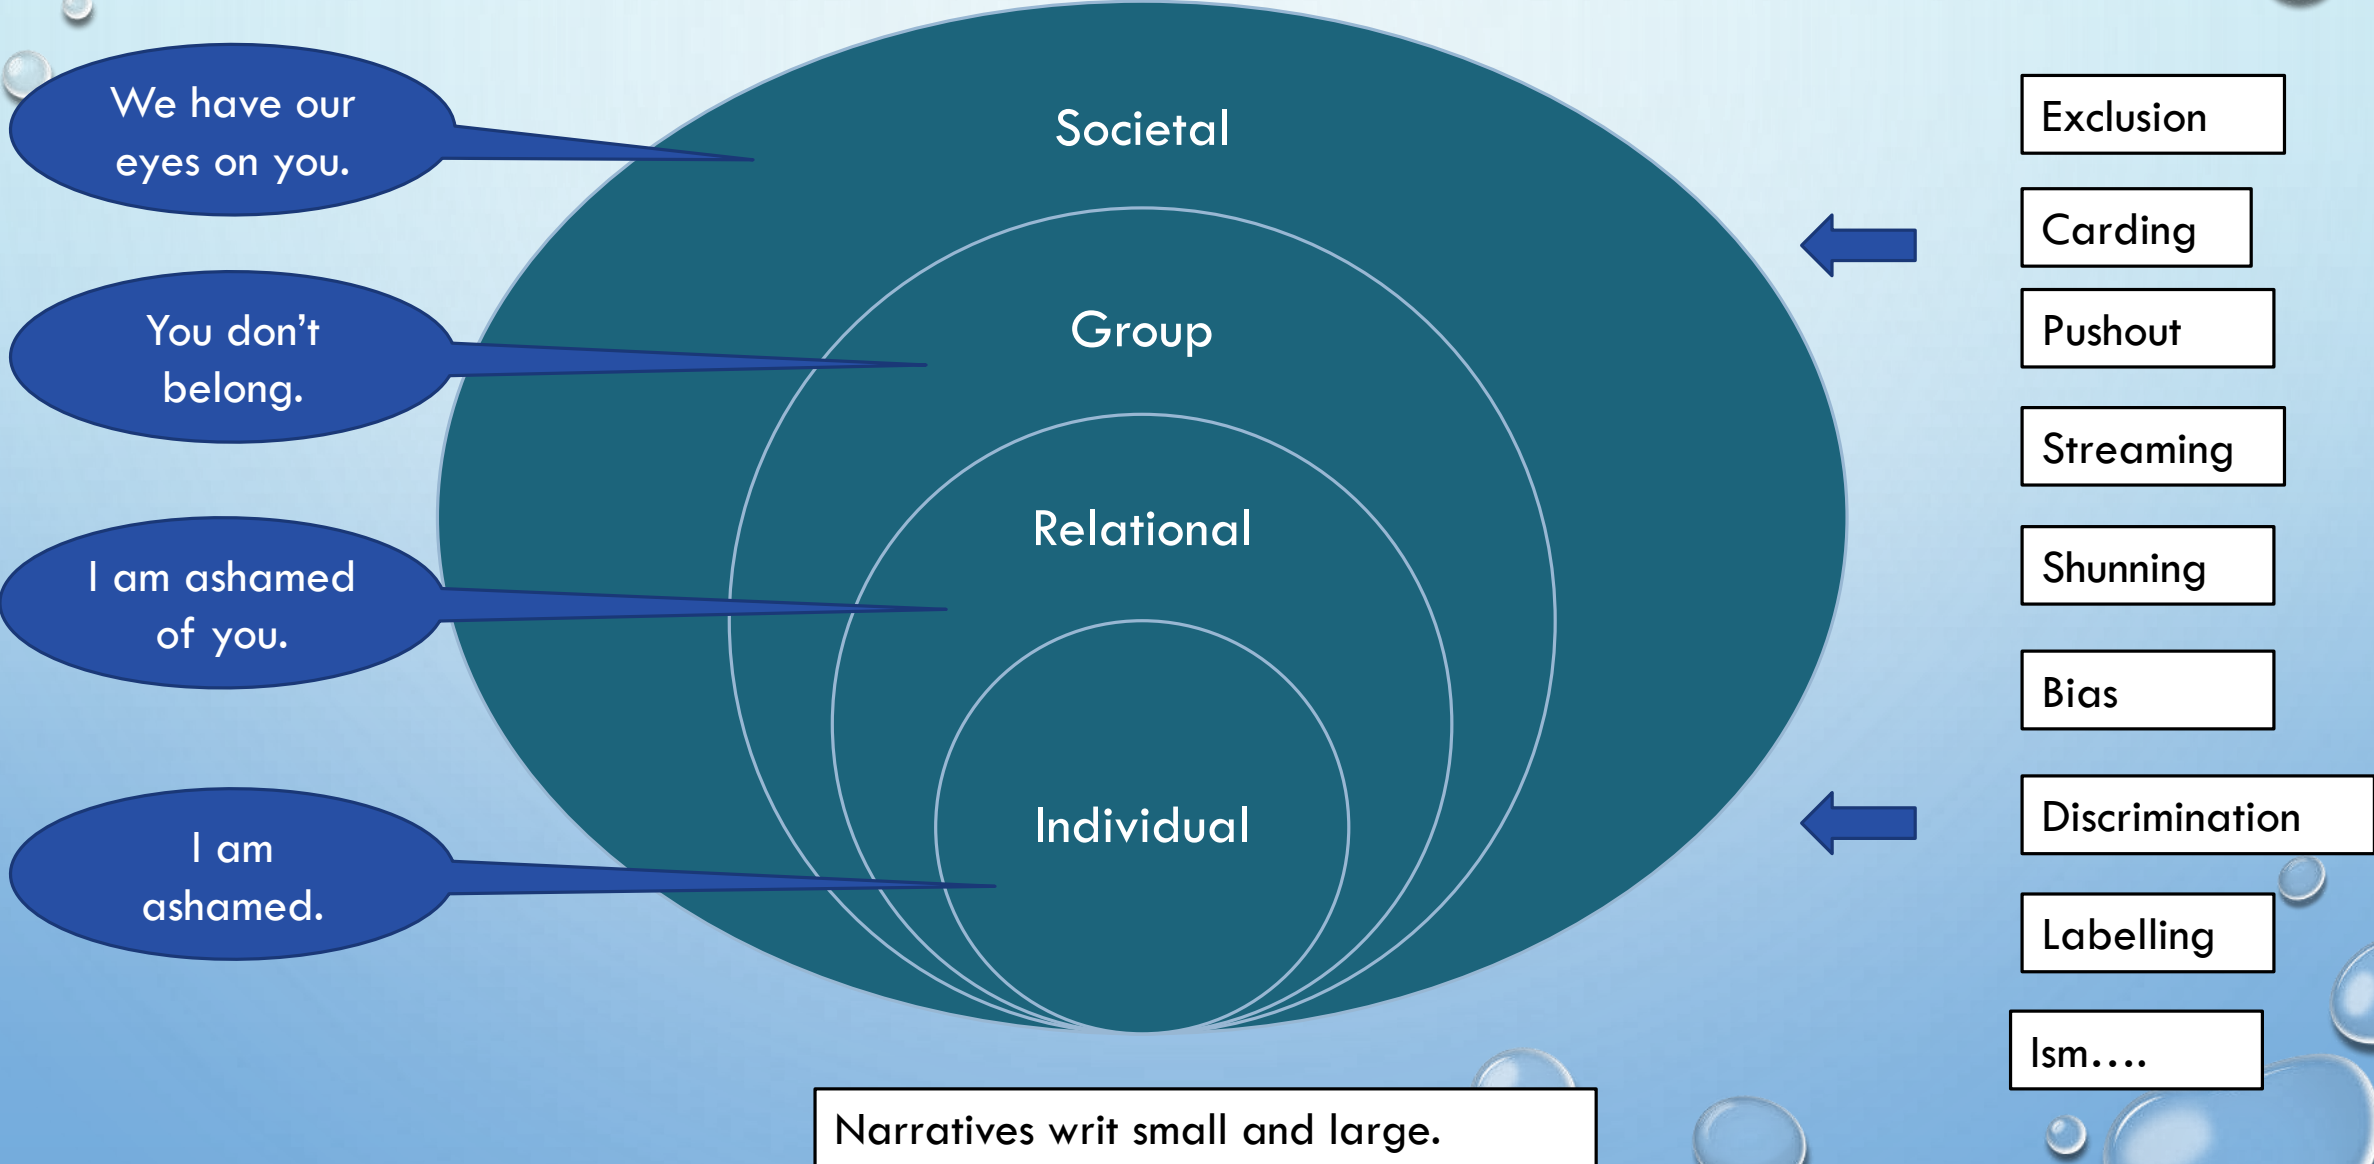 We have our
eyes on you.
You don’t
belong.
I am ashamed
of you.
I am
ashamed.
Societal
Group
Relational
Individual
Exclusion
Carding
Pushout
Streaming
Shunning
Bias
Discrimination
Labelling
Ism....
Narratives writ small and large.